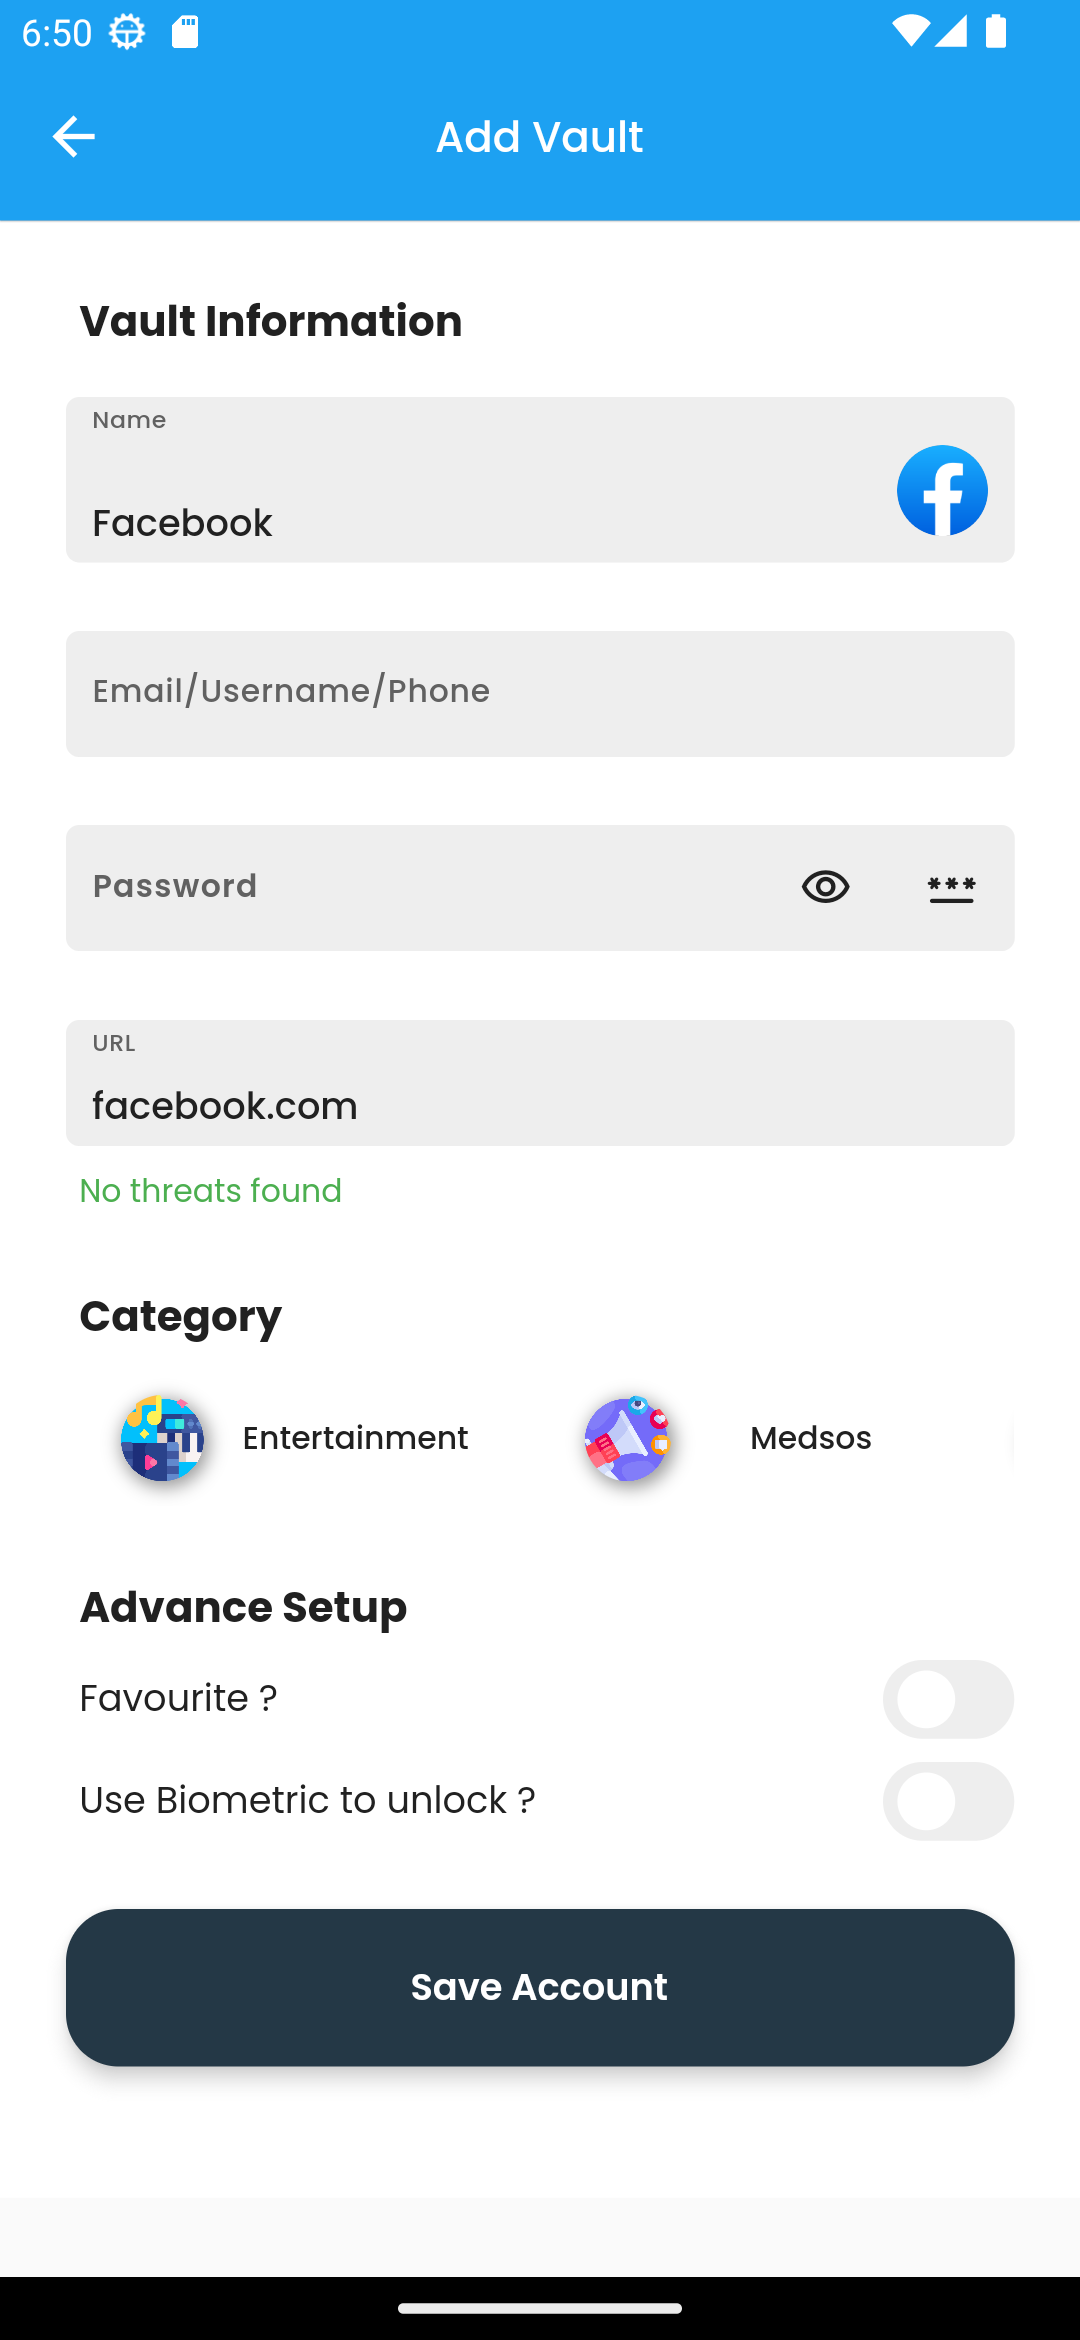 6:50
Add Vault
Vault Information
Name
Facebook
Email/Username/Phone
Password
***
URL
facebook.com
No threats found
Category
Entertainment
Medsos
Advance Setup
Favourite ?
Use Biometric to unlock ?
Save Account